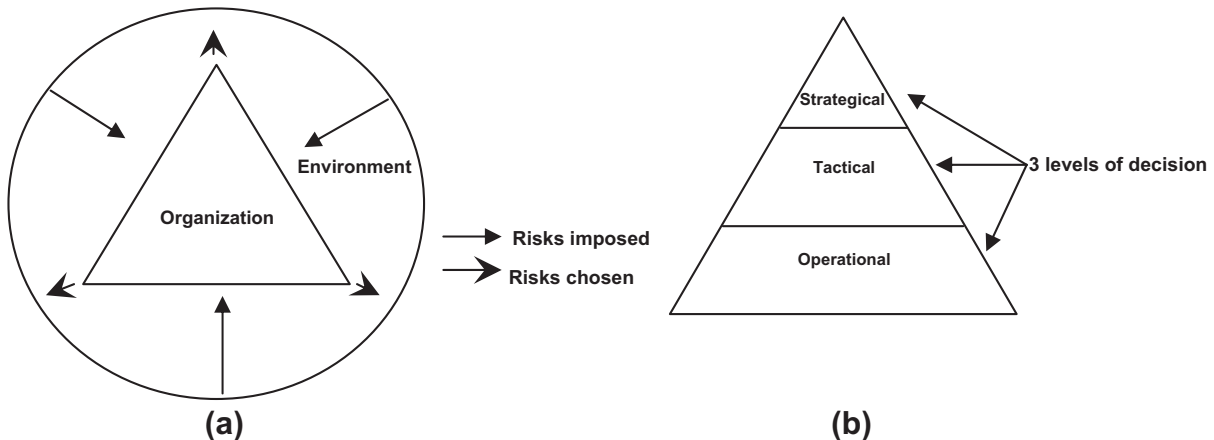 Environment
Organization
Risks imposed
Risks chosen
(a)
Strategical
Tactical
3 levels of decision
Operational
(b)